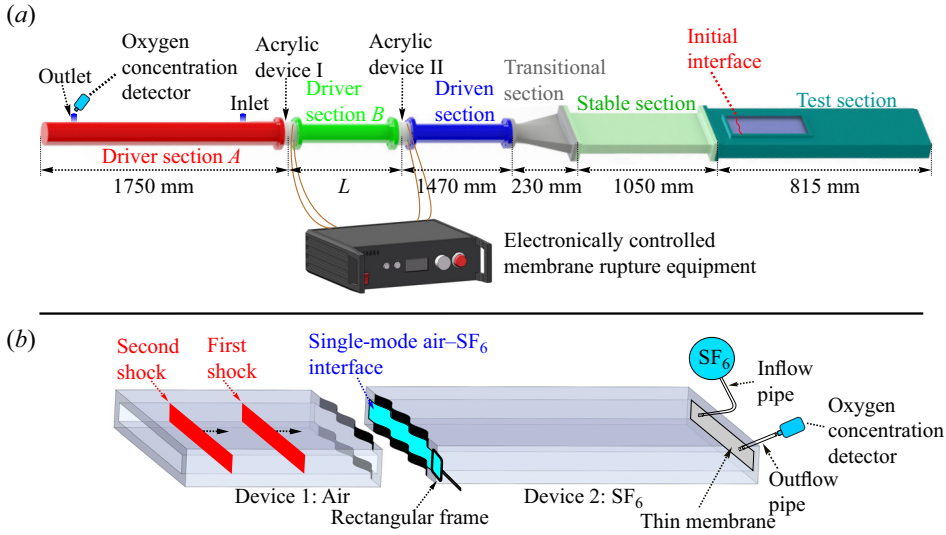 (a)
Outlet
Oxygen
concentration
detector
Inlet
Acrylic
device I
Driver
section B
Acrylic
device II
Driven
section
Transitional
section
Stable section
Initial
interface
Test section
Driver section A
1750 mm
L
1470 mm
230 mm
1050 mm
815 mm
Electronically controlled
membrane rupture equipment
(b)
Second
shock
First
shock
Single-mode air–SF6
interface
SF6
Inflow
pipe
Oxygen
concentration
detector
Outflow
pipe
Thin membrane
Device 1: Air
Rectangular frame
Device 2: SF6